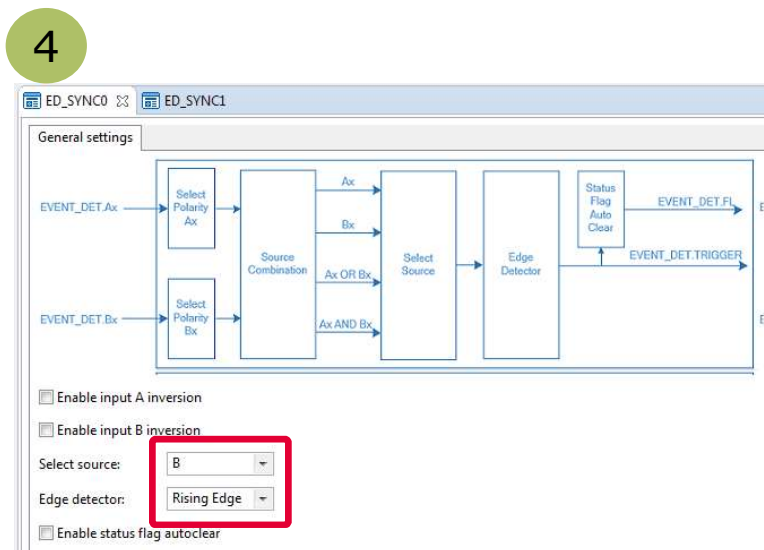 4
ED_SYNC0
ED_SYNC1
General settings
EVENT_DET.Ax
Select
Polarity
Ax
EVENT_DET.Bx
Select
Polarity
Bx
Source
Combination
Ax
Bx
Ax OR Bx
Ax AND Bx
Select
Source
Edge
Detector
Status
Flag
Auto
Clear
EVENT_DET.FL
EVENT_DET.TRIGGER
E
E
Enable input A inversion
Enable input B inversion
Select source: B
Edge detector: Rising Edge
Enable status flag autoclear